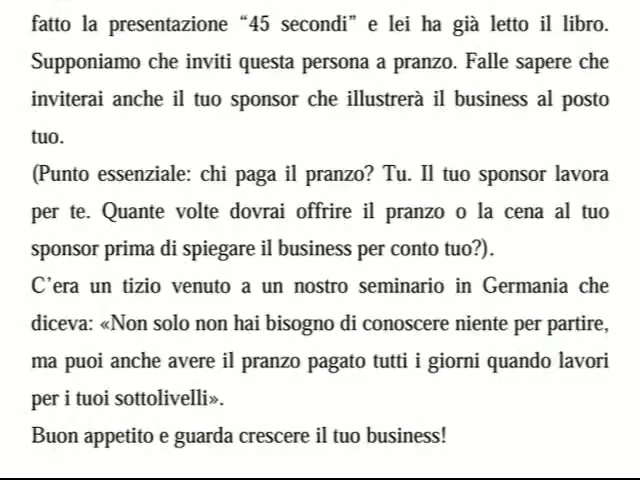 fatto la presentazione “45 secondi” e lei ha già letto il libro.
Supponiamo che inviti questa persona a pranzo. Falle sapere che
inviterai anche il tuo sponsor che illustrerà il business al posto
tuo.
(Punto essenziale: chi paga il pranzo? Tu. Il tuo sponsor lavora
per te. Quante volte dovrai offrire il pranzo o la cena al tuo
sponsor prima di spiegare il business per conto tuo?).
C’era un tizio venuto a un nostro seminario in Germania che
diceva: «Non solo non hai bisogno di conoscere niente per partire,
ma puoi anche avere il pranzo pagato tutti i giorni quando lavori
per i tuoi sottolivelli».
Buon appetito e guarda crescere il tuo business!